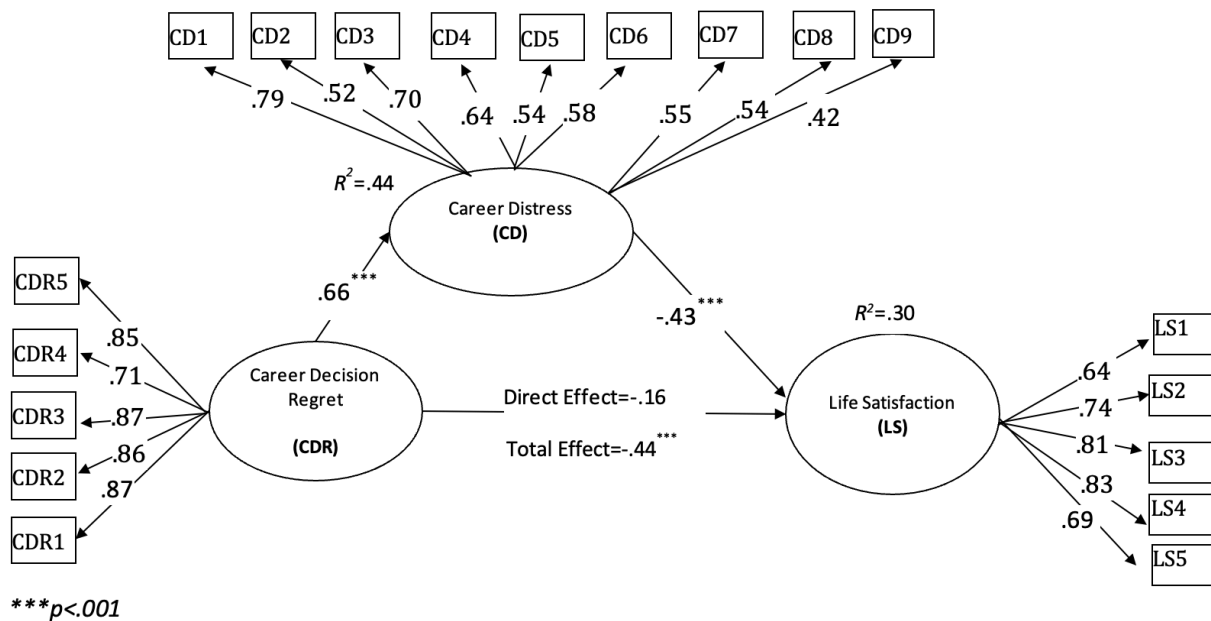 CD1 CD2 CD3 CD4 CD5 CD6 CD7 CD8 CD9
.79 .52 .70 .64 .54 .58 .55 .54 .42
R²=.44
Career Distress
(CD)
.66***
-.43***
R²=.30
CDR5
CDR4
CDR3
CDR2
CDR1
.85
.71
.87
.86
.87
Career Decision
Regret
(CDR)
Direct Effect=-.16
Total Effect=-.44***
Life Satisfaction
(LS)
.64
.74
.81
.83
.69
LS1
LS2
LS3
LS4
LS5
***p<.001